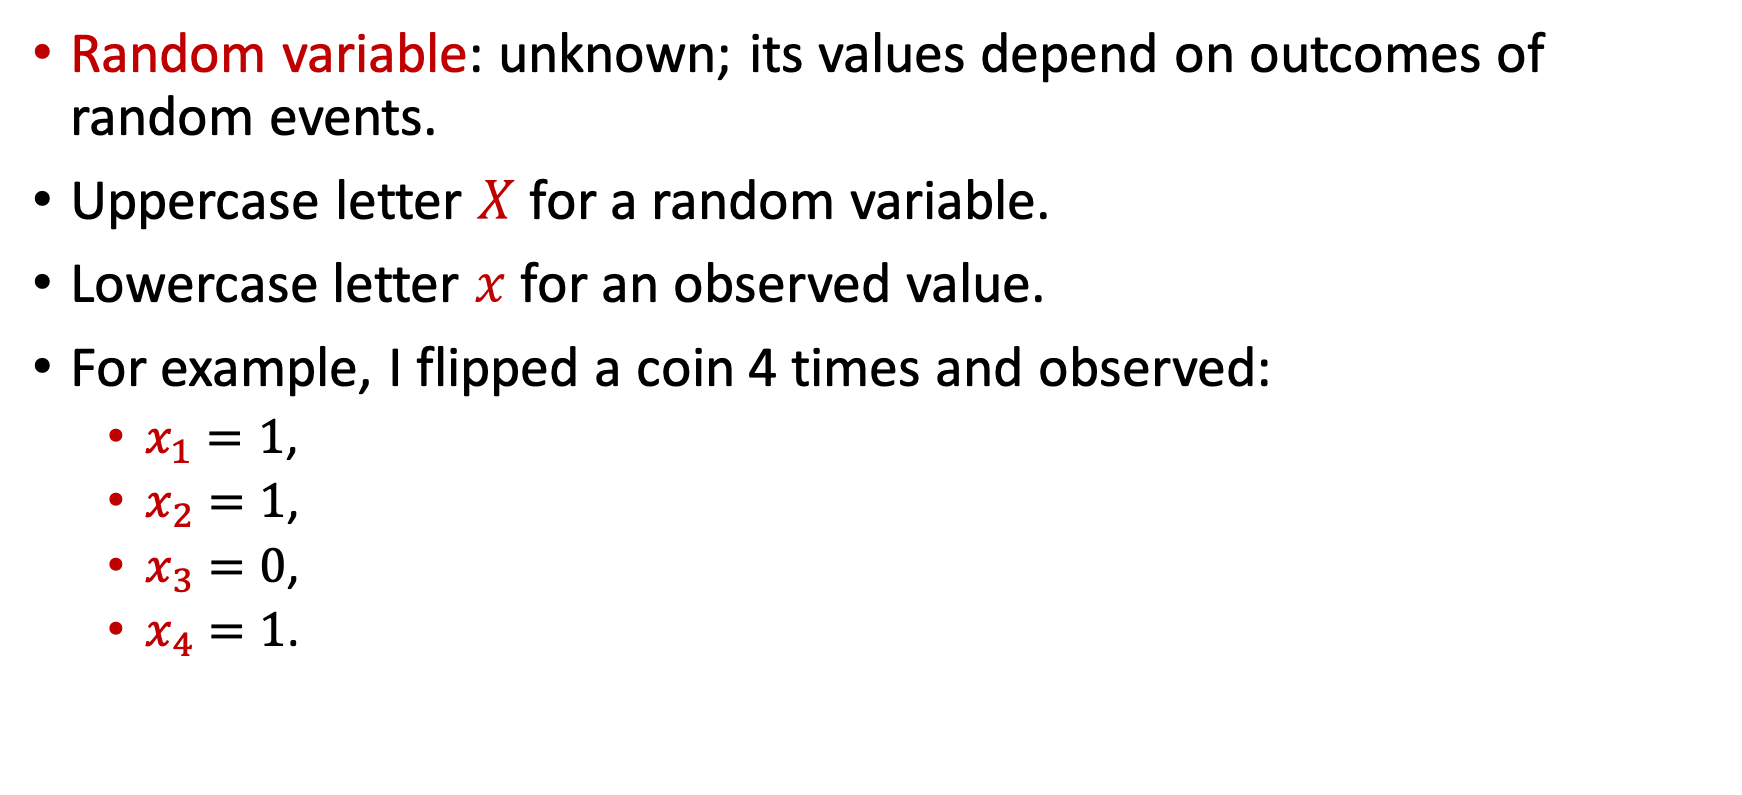 • Random variable: unknown; its values depend on outcomes of
random events.
• Uppercase letter X for a random variable.
• Lowercase letter x for an observed value.
• For example, I flipped a coin 4 times and observed:
• x₁ = 1,
• x₂ = 1,
• x₃ = 0,
• x₄ = 1.